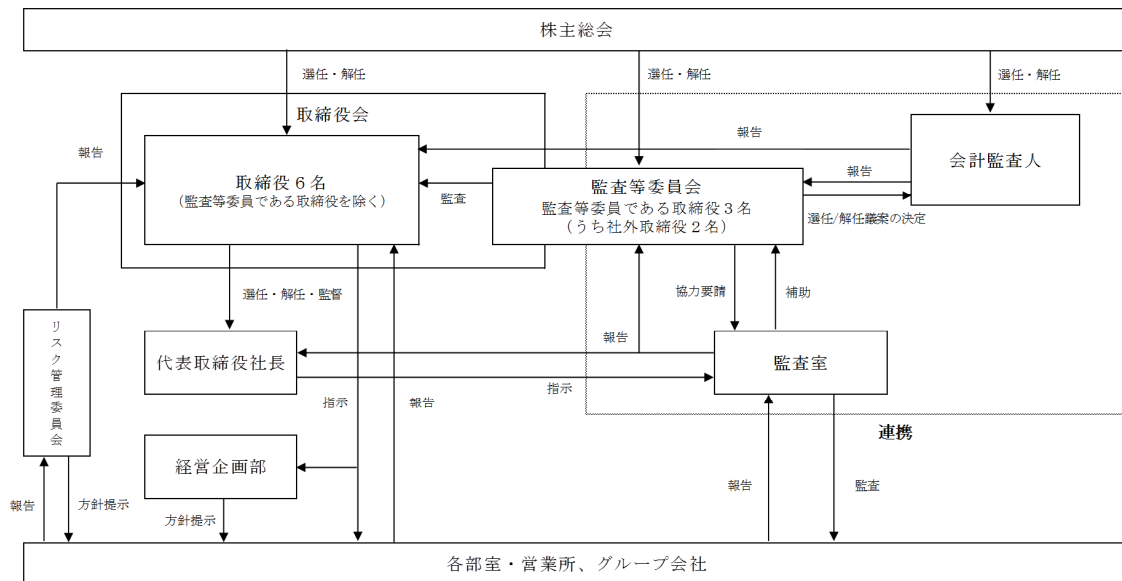 株主総会
選任・解任
選任・解任
選任・解任
取締役会
報告
報告
取締役６名
(監査等委員である取締役を除く)
監査
監査等委員会
監査等委員である取締役３名
（うち社外取締役２名）
報告
会計監査人
選任/解任議案の決定
選任・解任・監督
協力要請
補助
リスク管理委員会
代表取締役社長
報告
監査室
指示
報告
指示
連携
経営企画部
報告
方針提示
方針提示
報告
監査
各部室・営業所、グループ会社